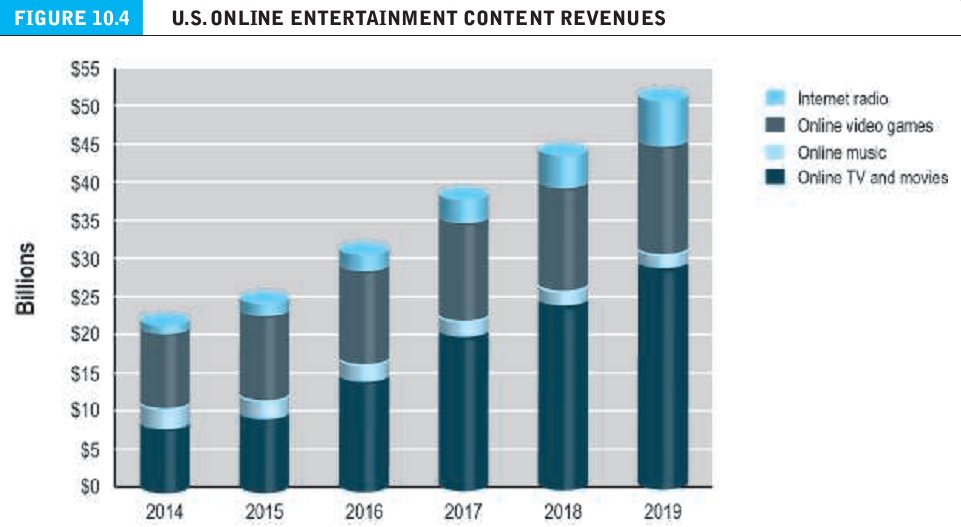 FIGURE 10.4 U.S. ONLINE ENTERTAINMENT CONTENT REVENUES
$55
$50
$45
$40
$35
$30
$25
$20
$15
$10
$5
$0
Billions
2014 2015 2016 2017 2018 2019
Internet radio
Online video games
Online music
Online TV and movies